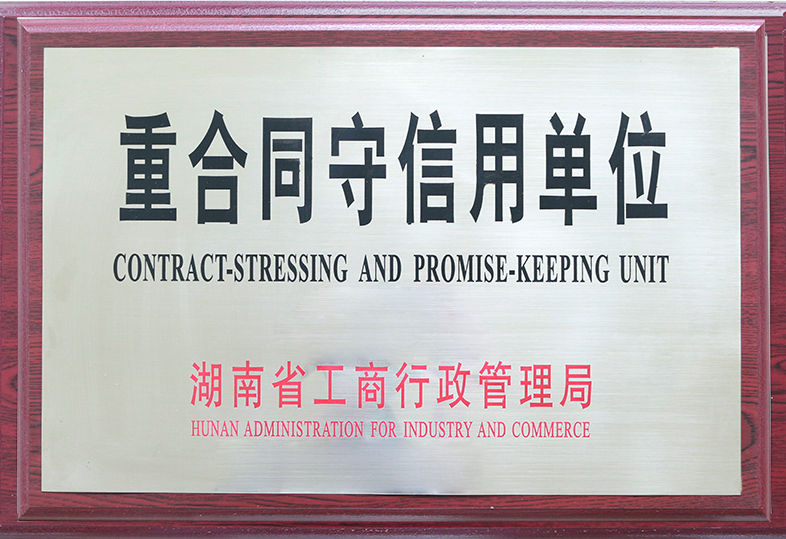 重合同守信用单位
CONTRACT-STRESSING AND PROMISE-KEEPING UNIT
湖南省工商行政管理局
HUNAN ADMINISTRATION FOR INDUSTRY AND COMMERCE